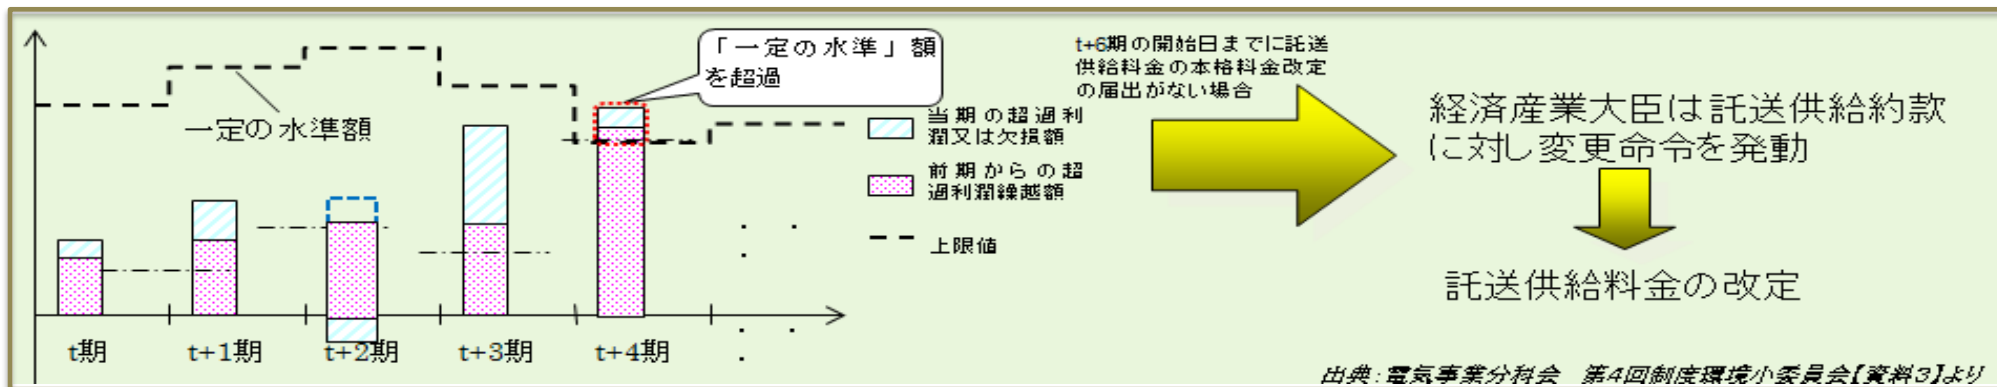 「一定の水準」額
を超過
一定の水準額
t+6期の開始日までに託送
供給料金の本格料金改定
の届出がない場合
当期の超過利
潤又は欠損額
前期からの超
過利潤繰越額
上限値
経済産業大臣は託送供給約款
に対し変更命令を発動
託送供給料金の改定
t期
t+1期
t+2期
t+3期
t+4期
出典：電気事業分科会 第4回制度環境小委員会【資料3】より